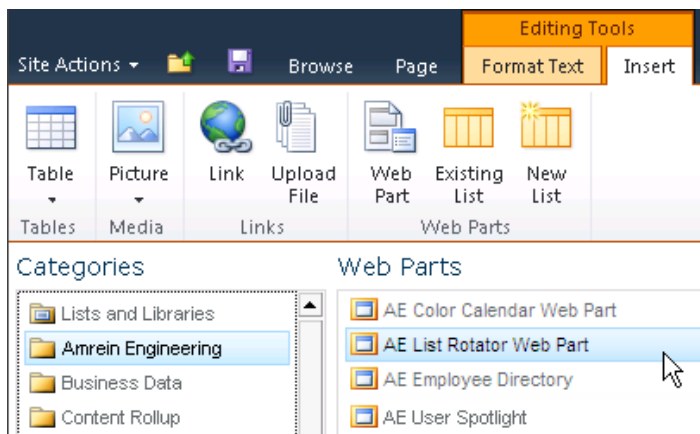 Editing Tools
Site Actions Browse Page Format Text Insert
Table Picture Link Upload File Web Part Existing List New List
Tables Media Links Web Parts
Categories Web Parts
Lists and Libraries AE Color Calendar Web Part
Amrein Engineering AE List Rotator Web Part
Business Data AE Employee Directory
Content Rollup AE User Spotlight